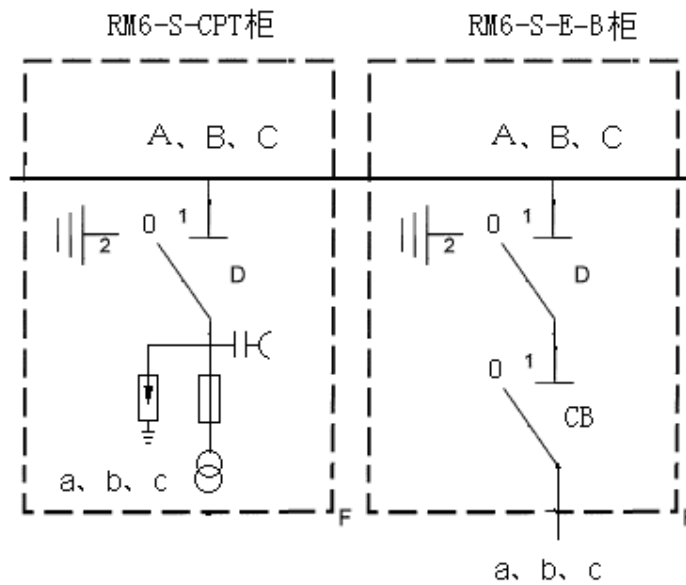 RM6-S-CPT柜 RM6-S-E-B柜
A、B、C A、B、C
0 1 0 1
2 2
D D
0 1
CB
a、b、c
F
a、b、c